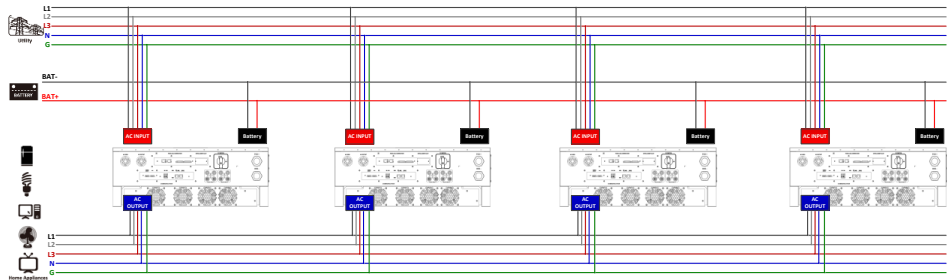 L1
L2
L3
N
G
Utility
BAT-
BATTERY
BAT+
AC INPUT
Battery
AC INPUT
Battery
AC INPUT
Battery
AC INPUT
Battery
AC
OUTPUT
AC
OUTPUT
AC
OUTPUT
AC
OUTPUT
L1
L2
L3
N
G
Home Appliances